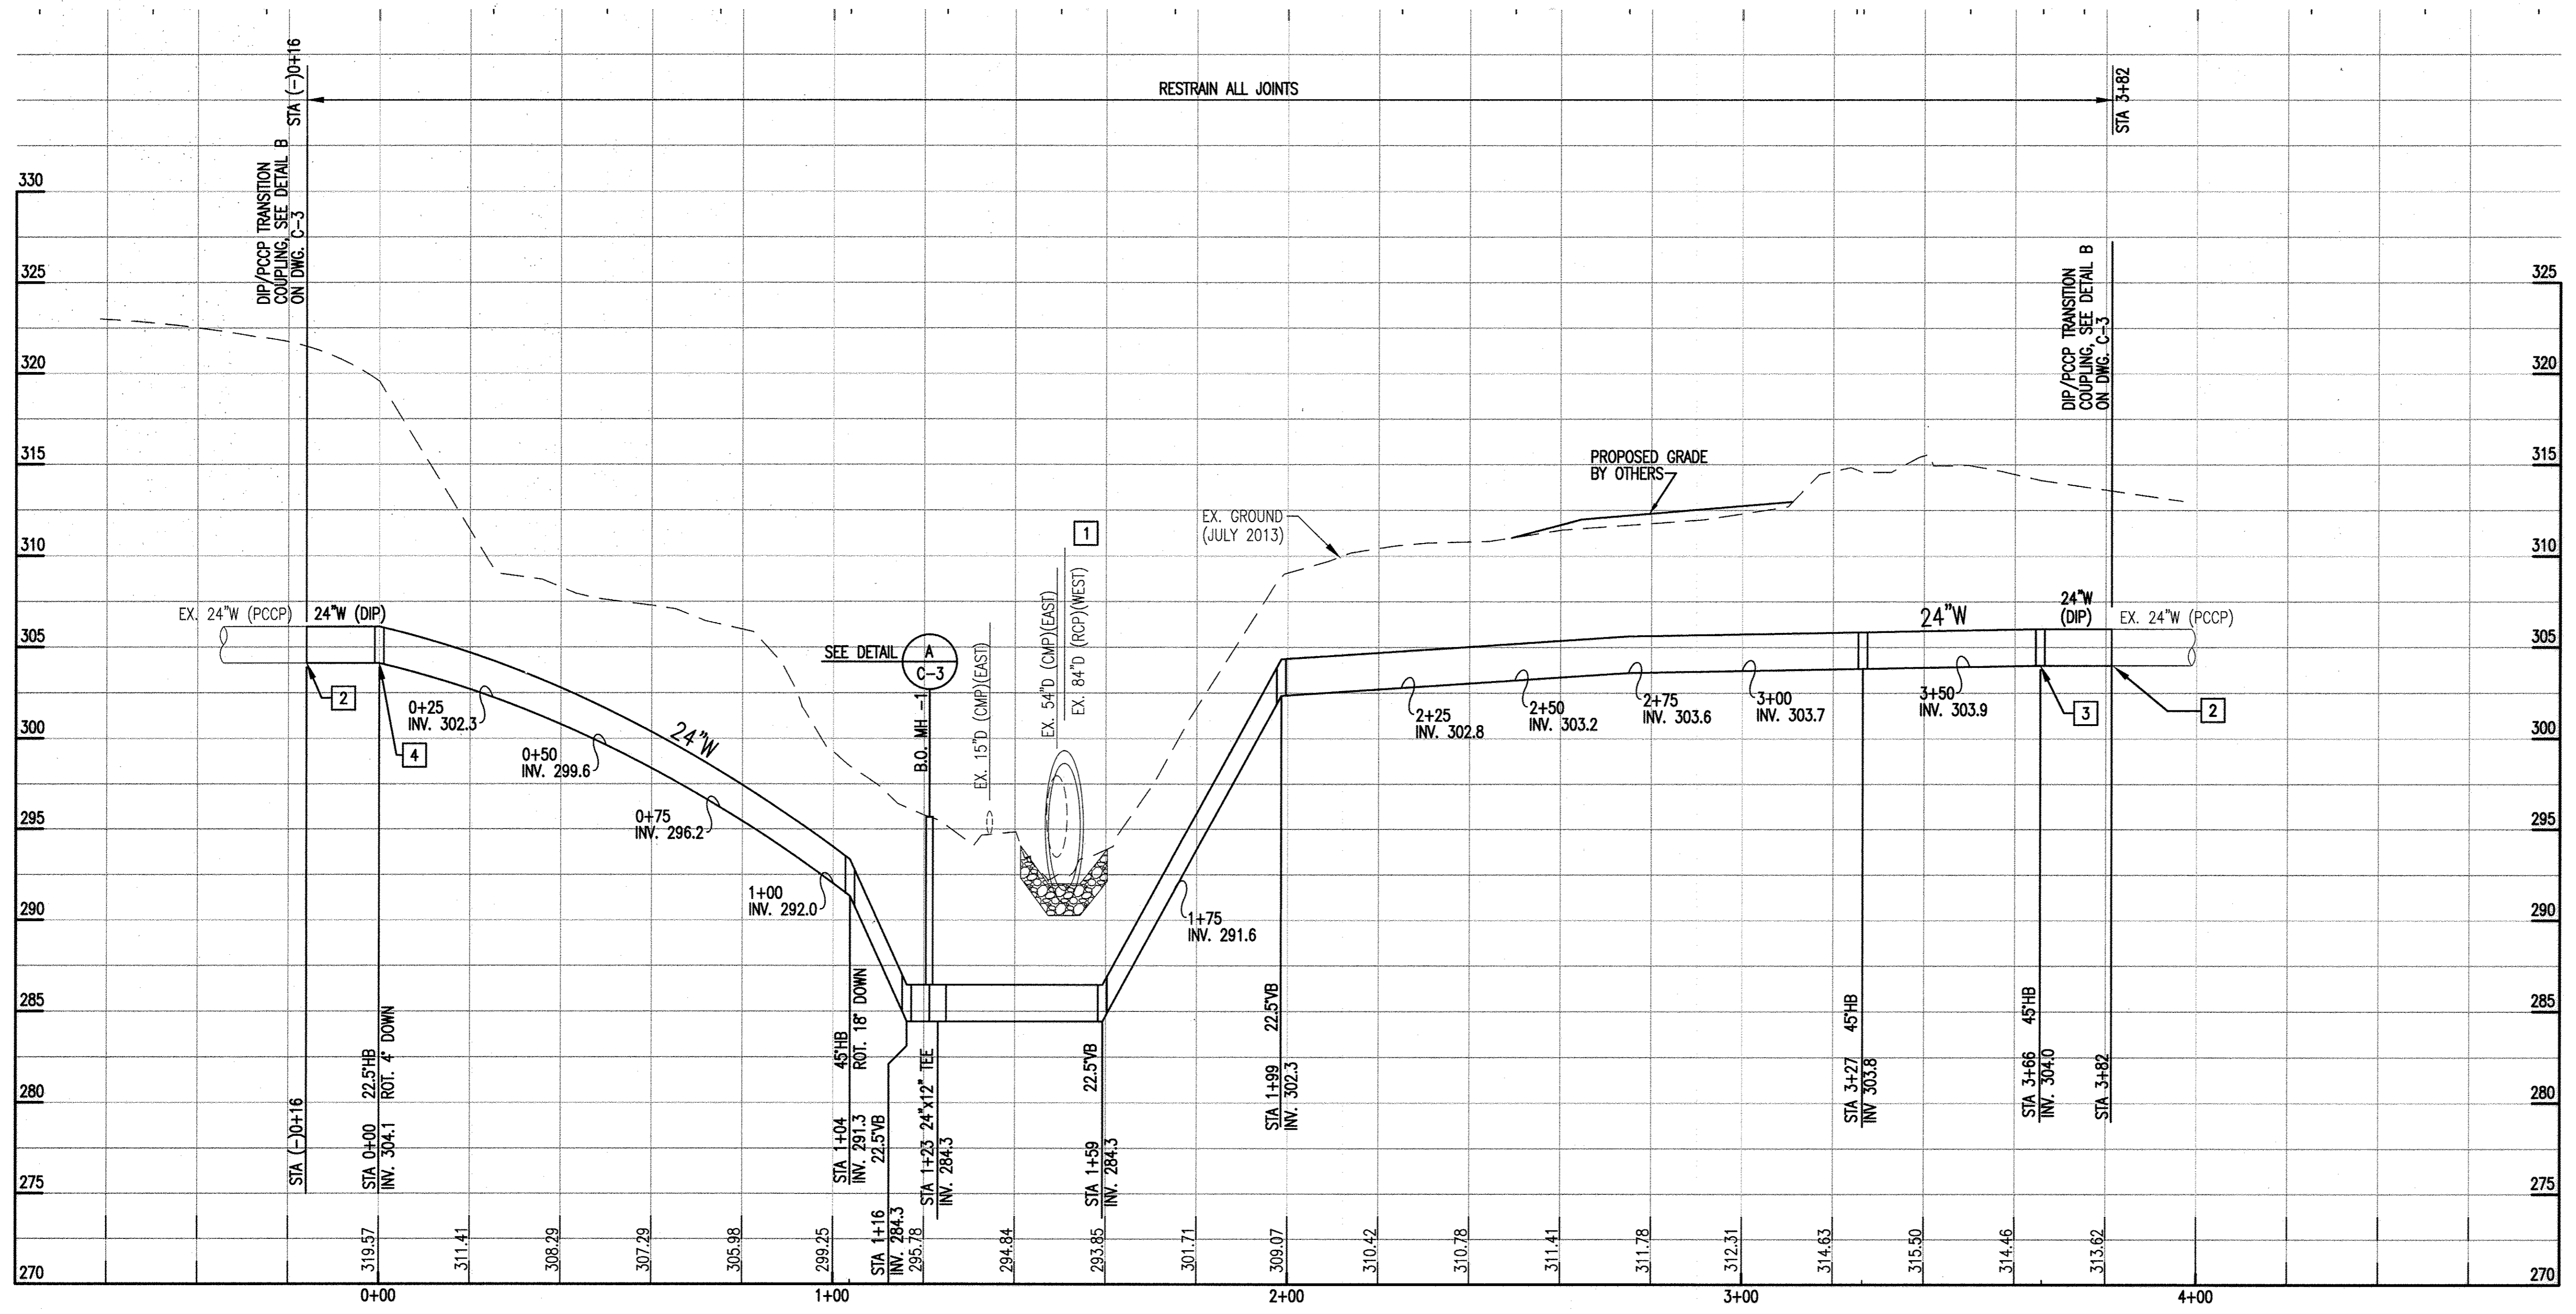 STA (-)0+16
RESTRAIN ALL JOINTS
STA 3+82
DIP/PCCP TRANSITION
COUPLING, SEE DETAIL B
ON DWG. C-3
DIP/PCCP TRANSITION
COUPLING, SEE DETAIL B
ON DWG. C-3
330
325
320
315
310
305
300
295
290
285
280
275
270
325
320
315
310
305
300
295
290
285
280
275
270
PROPOSED GRADE
BY OTHERS
EX. GROUND
(JULY 2013)
1
EX. 24"W (PCCP)
24"W (DIP)
2
4
0+25
INV. 302.3
0+50
INV. 299.6
24"W
0+75
INV. 296.2
1+00
INV. 292.0
SEE DETAIL
A
C-3
B.O. MH -1
EX. 15"D (CMP)(EAST)
EX. 54"D (CMP)(EAST)
EX. 84"D (RCP)(WEST)
1+75
INV. 291.6
2+25
INV. 302.8
2+50
INV. 303.2
2+75
INV. 303.6
3+00
INV. 303.7
3+50
INV. 303.9
24"W
24"W
(DIP)
EX. 24"W (PCCP)
3
2
STA (-)0+16
STA 0+00 22.5°HB
INV. 304.1 ROT. 4° DOWN
STA 1+04 45°HB
INV. 291.3 ROT. 18° DOWN
22.5°VB
STA 1+16
INV. 284.3
STA 1+23 24"x12" TEE
INV. 284.3
STA 1+59 22.5°VB
INV. 284.3
STA 1+99 22.5°VB
INV. 302.3
STA 3+27 45°HB
INV 303.8
STA 3+66 45°HB
INV. 304.0
STA 3+82
319.57
311.41
308.29
307.29
305.98
299.25
295.78
294.84
293.85
301.71
309.07
310.42
310.78
311.41
311.78
312.31
314.63
315.50
314.46
313.62
0+00
1+00
2+00
3+00
4+00